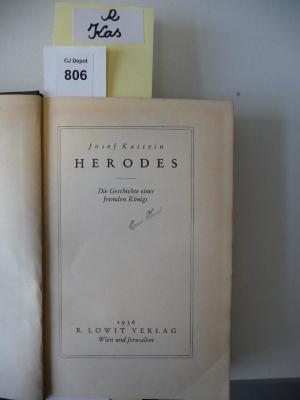 Q
Kas
CJ Depot
806
Josef Kastein
HERODES
Die Geschichte eines
fremden Königs
1936
R. LÖWIT VERLAG
Wien und Jerusalem